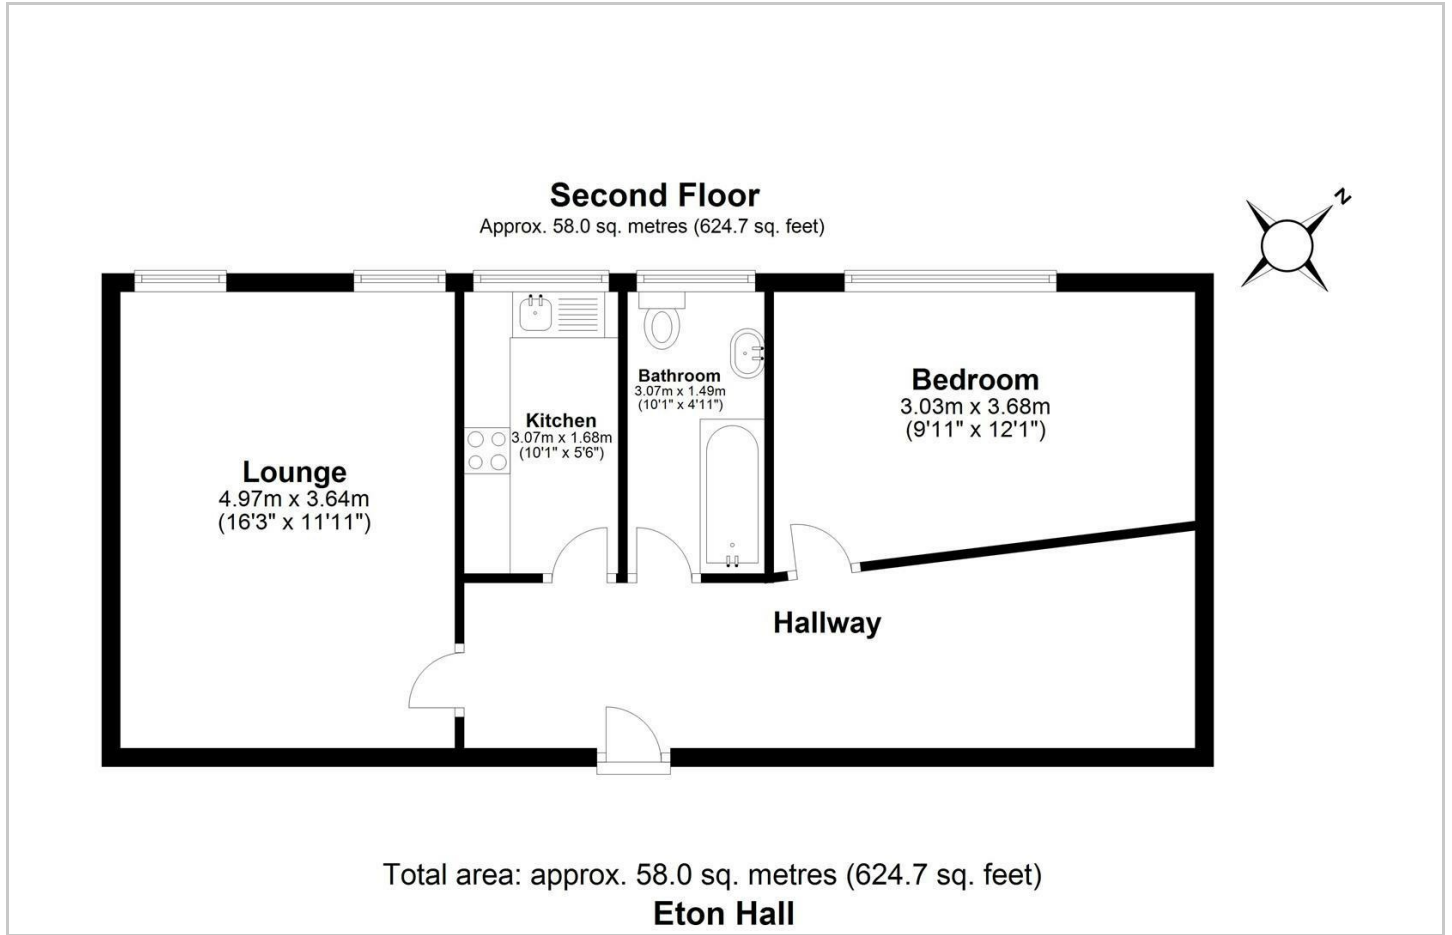 Second Floor
Approx. 58.0 sq. metres (624.7 sq. feet)
N
Lounge
4.97m x 3.64m
(16'3" x 11'11")
Kitchen
3.07m x 1.68m
(10'1" x 5'6")
Bathroom
3.07m x 1.49m
(10'1" x 4'11")
Bedroom
3.03m x 3.68m
(9'11" x 12'1")
Hallway
Total area: approx. 58.0 sq. metres (624.7 sq. feet)
Eton Hall